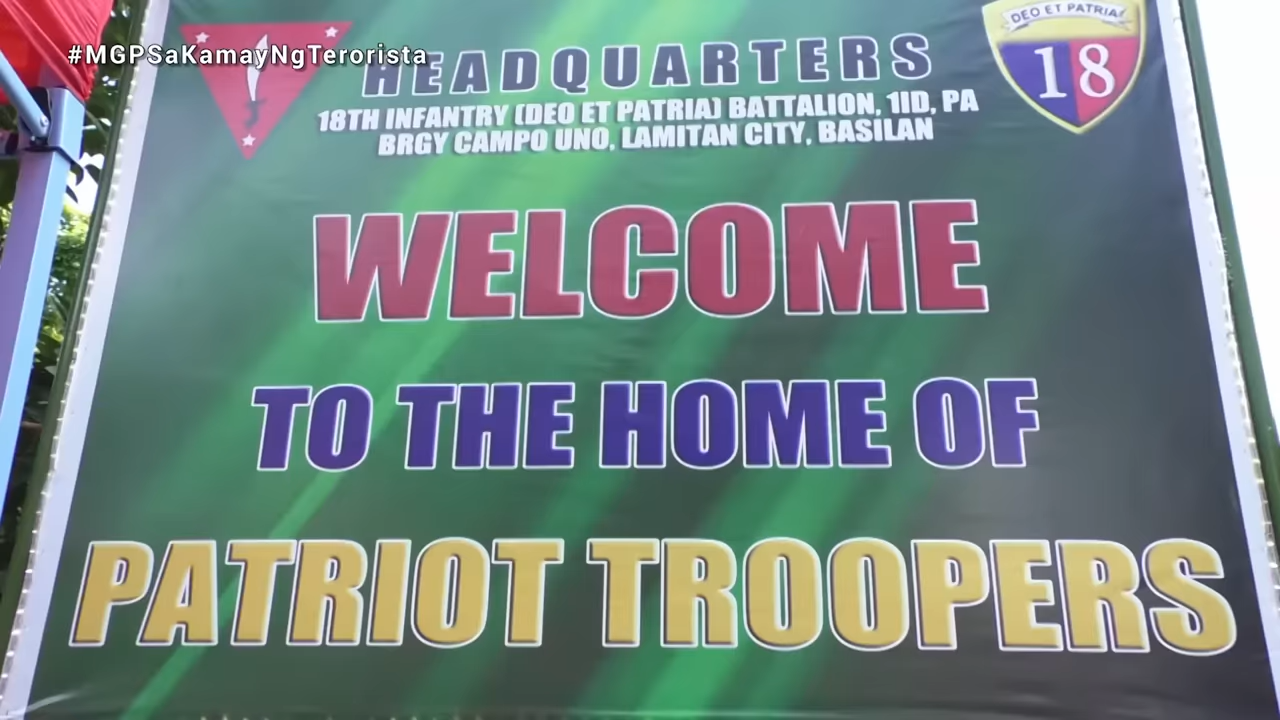 #MGPSaKamayNgTerorista
HEADQUARTERS
18TH INFANTRY (DEO ET PATRIA) BATTALION, 1ID, PA
BRGY CAMPO UNO, LAMITAN CITY, BASILAN
DEO ET PATRIA
18
WELCOME
TO THE HOME OF
PATRIOT TROOPERS